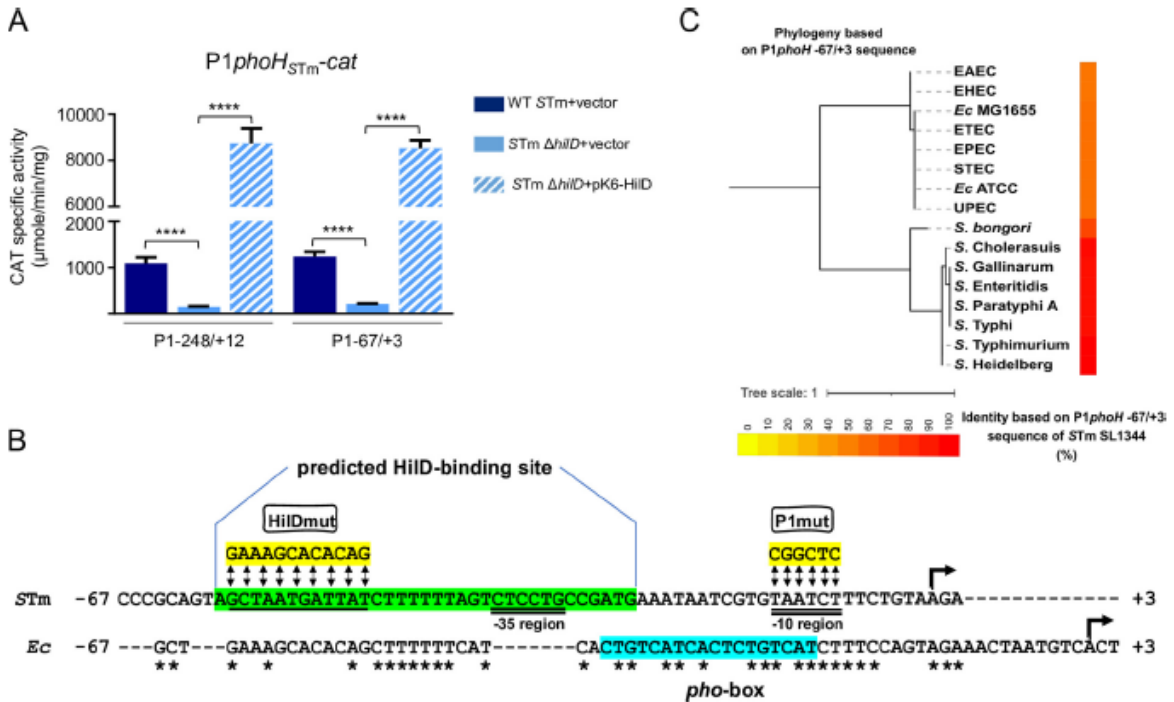 A
P1phoHSTm-cat
CAT specific activity
(μmole/min/mg)
10000
8000
6000
2000
1000
****
****
****
****
P1-248/+12
P1-67/+3
WT STm+vector
STm ΔhilD+vector
STm ΔhilD+pK6-HilD
C
Phylogeny based
on P1phoH -67/+3 sequence
EAEC
EHEC
Ec MG1655
ETEC
EPEC
STEC
Ec ATCC
UPEC
S. bongori
S. Cholerasuis
S. Gallinarum
S. Enteritidis
S. Paratyphi A
S. Typhi
S. Typhimurium
S. Heidelberg
Tree scale: 1
0 10 20 30 40 50 60 70 80 90 100
Identity based on P1phoH -67/+3
sequence of STm SL1344
(%)
B
predicted HilD-binding site
HilDmut
P1mut
GAAAGCACACAG
CGGCTC
STm -67 CCCGCAGTAGCTAATGATTATCTTTTTTAGTCTCCTGCCGATGAAATAATCGTGTAATCTTTCTGTAAGA------------- +3
-35 region
-10 region
Ec -67 ---GCT---GAAAGCACACAGCTTTTTTCAT--------CACTGTCATCACTCTGTCATCTTTTCCAGTAGAAACTAATGTCACT +3
pho-box